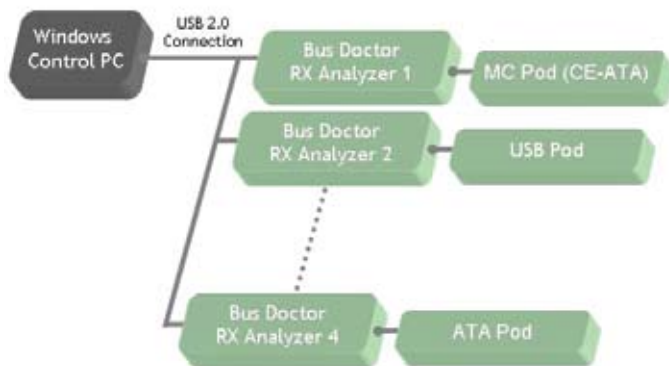 Windows
Control PC
USB 2.0
Connection
Bus Doctor
RX Analyzer 1
MC Pod (CE-ATA)
Bus Doctor
RX Analyzer 2
USB Pod
Bus Doctor
RX Analyzer 4
ATA Pod